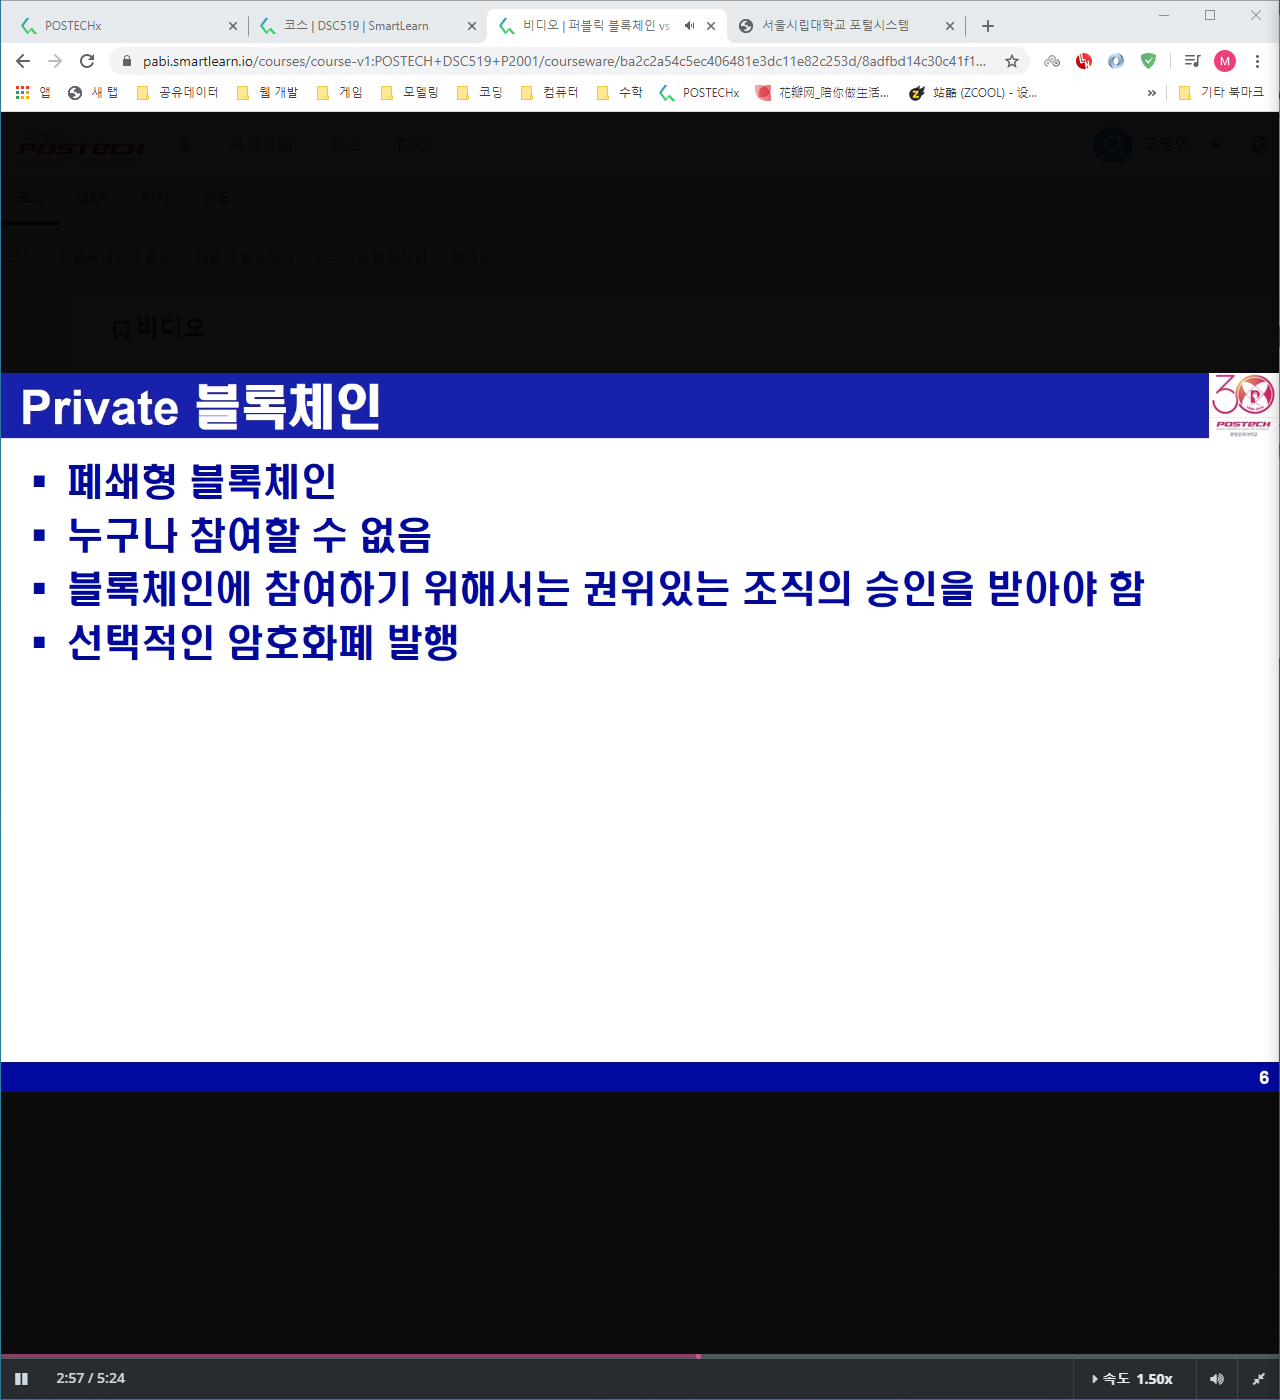 POSTECHx
코스 | DSC519 | SmartLearn
비디오 | 퍼블릭 블록체인 vs
서울시립대학교 포털시스템
pabi.smartlearn.io/courses/course-v1:POSTECH+DSC519+P2001/courseware/ba2c2a54c5ec406481e3dc11e82c253d/8adfbd14c30c41f1...
M
앱 새 탭 공유데이터 웹 개발 게임 모델링 코딩 컴퓨터 수학 POSTECHx 花瓣网_陪你做生活... 站酷 (ZCOOL) - 设... » 기타 북마크
POSTECH 홈 프로그램 뉴스 FAQ 고명인
코스 Q&A 위키 진도
비디오
Private 블록체인
30
POSTECH
포항공과대학교
▪ 폐쇄형 블록체인
▪ 누구나 참여할 수 없음
▪ 블록체인에 참여하기 위해서는 권위있는 조직의 승인을 받아야 함
▪ 선택적인 암호화폐 발행
6
2:57 / 5:24
속도 1.50x